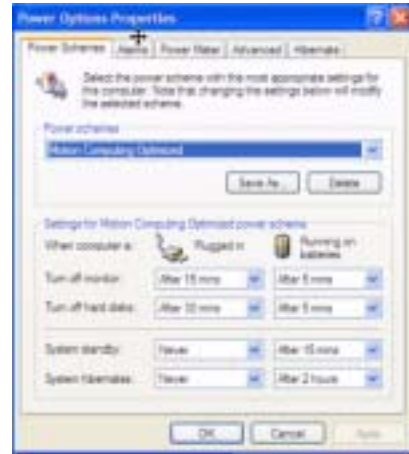 Power Options Properties
Power Schemes Alarms Power Meter Advanced Hibernate
Select the power scheme with the most appropriate settings for
this computer. Note that changing the settings below will modify
the selected scheme.
Power schemes
Motion Computing Optimized
Save As... Delete
Settings for Motion Computing Optimized power scheme
When computer is: Plugged in Running on
batteries
Turn off monitor: After 15 mins After 5 mins
Turn off hard disks: After 30 mins After 5 mins
System standby: Never After 15 mins
System hibernates: Never After 2 hours
OK Cancel Apply